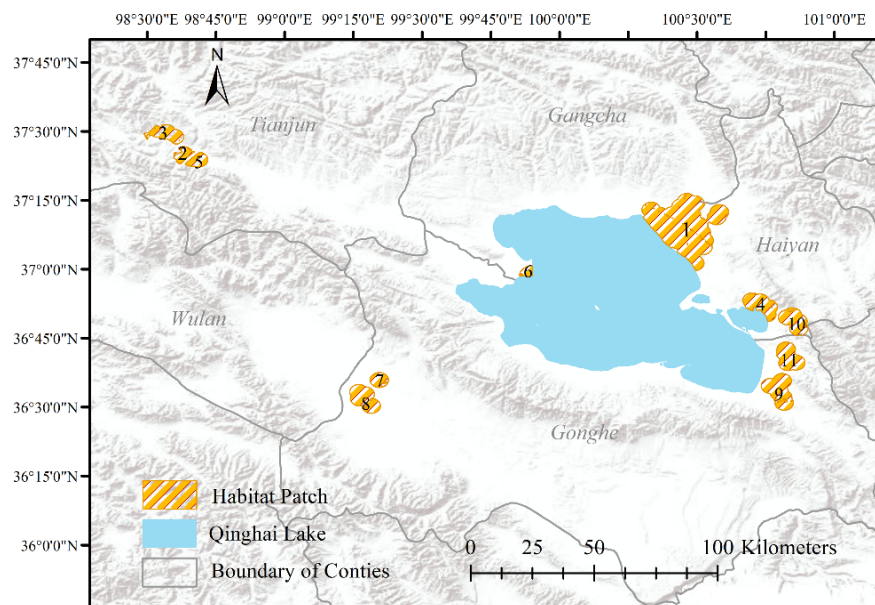 98°30'0"E 98°45'0"E 99°0'0"E 99°15'0"E 99°30'0"E 99°45'0"E 100°0'0"E 100°30'0"E 101°0'0"E
37°45'0"N
N
37°30'0"N
Tianjun
Gangcha
3
2
5
37°15'0"N
1
Haiyan
37°0'0"N
6
Wulan
4
10
36°45'0"N
11
7
9
8
36°30'0"N
Gonghe
36°15'0"N
Habitat Patch
Qinghai Lake
36°0'0"N
0 25 50 100 Kilometers
Boundary of Conties